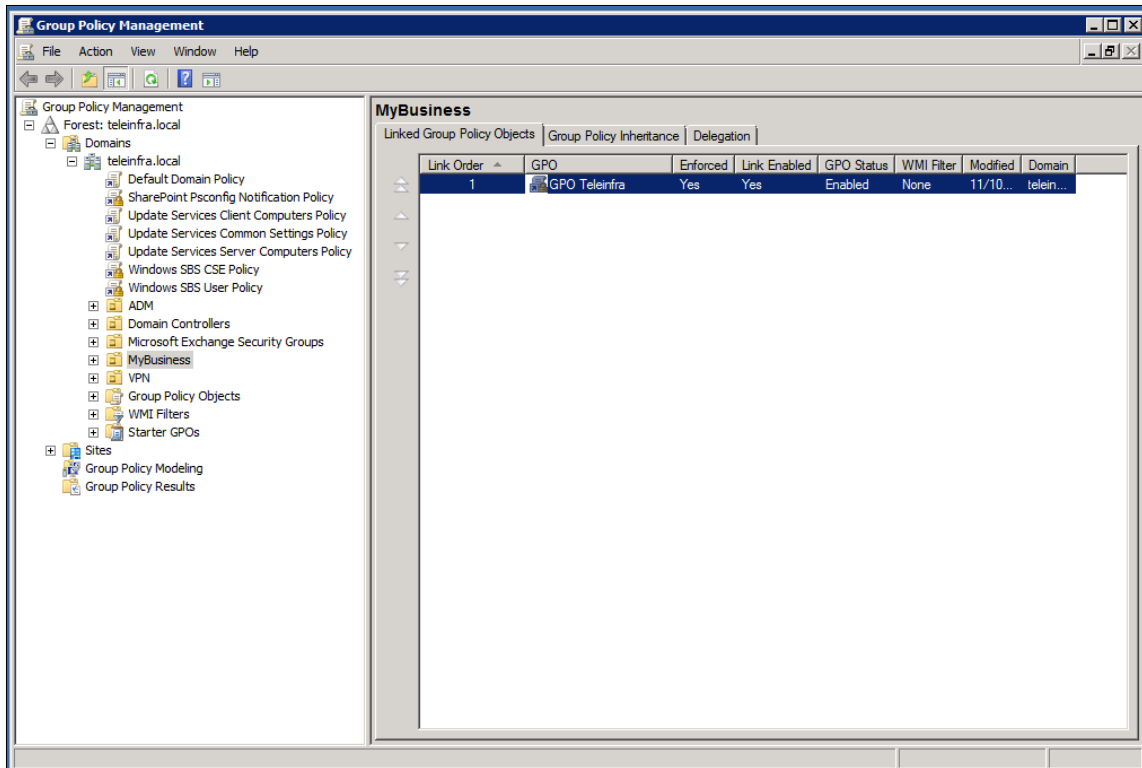 Group Policy Management
File Action View Window Help
Group Policy Management
Forest: teleinfra.local
Domains
teleinfra.local
Default Domain Policy
SharePoint Psconfig Notification Policy
Update Services Client Computers Policy
Update Services Common Settings Policy
Update Services Server Computers Policy
Windows SBS CSE Policy
Windows SBS User Policy
ADM
Domain Controllers
Microsoft Exchange Security Groups
MyBusiness
VPN
Group Policy Objects
WMI Filters
Starter GPOs
Sites
Group Policy Modeling
Group Policy Results
MyBusiness
Linked Group Policy Objects Group Policy Inheritance Delegation
Link Order GPO Enforced Link Enabled GPO Status WMI Filter Modified Domain
1 GPO Teleinfra Yes Yes Enabled None 11/10... telein...